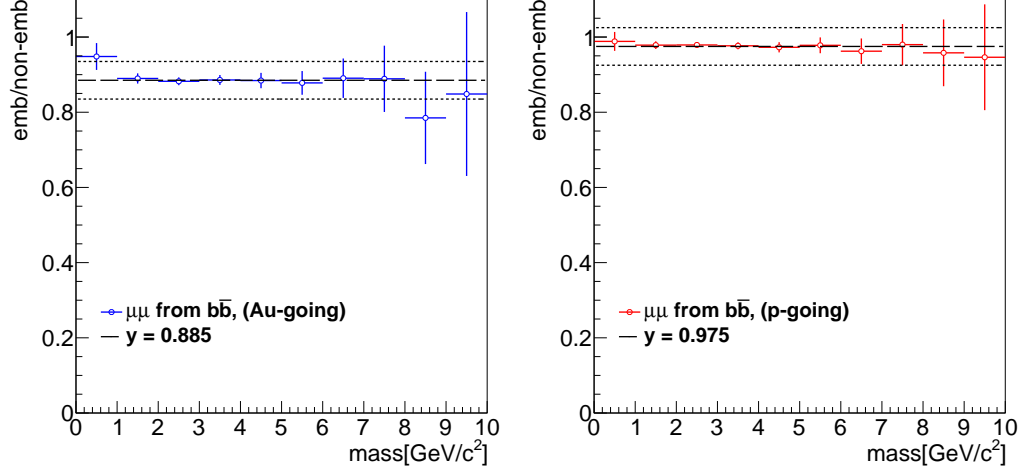 emb/non-emb
1
0.8
0.6
0.4
0.2
0
μμ from bb̅, (Au-going)
y = 0.885
0 1 2 3 4 5 6 7 8 9 10
mass[GeV/c²]
emb/non-emb
1
0.8
0.6
0.4
0.2
0
μμ from bb̅, (p-going)
y = 0.975
0 1 2 3 4 5 6 7 8 9 10
mass[GeV/c²]